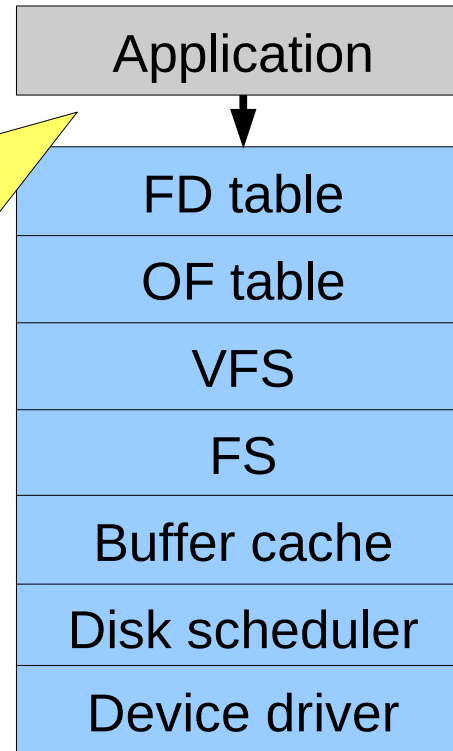 Application
FD table
OF table
VFS
FS
Buffer cache
Disk scheduler
Device driver